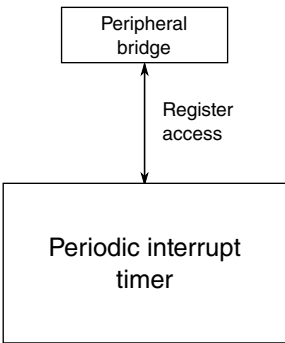 Peripheral
bridge
Register
access
Periodic interrupt
timer